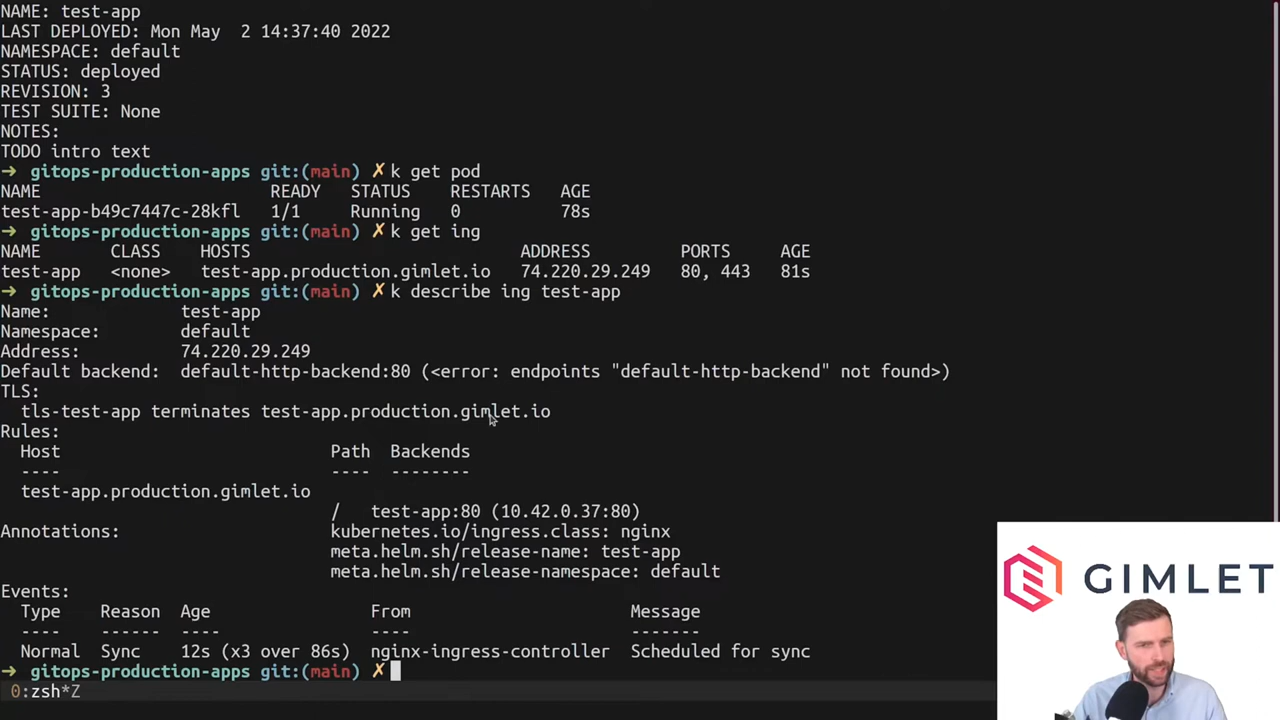 NAME: test-app
LAST DEPLOYED: Mon May  2 14:37:40 2022
NAMESPACE: default
STATUS: deployed
REVISION: 3
TEST SUITE: None
NOTES:
TODO intro text
➜  gitops-production-apps git:(main) ✗ k get pod
NAME                       READY   STATUS    RESTARTS   AGE
test-app-b49c7447c-28kfl   1/1     Running   0          78s
➜  gitops-production-apps git:(main) ✗ k get ing
NAME       CLASS    HOSTS                           ADDRESS         PORTS     AGE
test-app   <none>   test-app.production.gimlet.io   74.220.29.249   80, 443   81s
➜  gitops-production-apps git:(main) ✗ k describe ing test-app
Name:             test-app
Namespace:        default
Address:          74.220.29.249
Default backend:  default-http-backend:80 (<error: endpoints "default-http-backend" not found>)
TLS:
  tls-test-app terminates test-app.production.gimlet.io
Rules:
  Host                           Path  Backends
  ----                           ----  --------
  test-app.production.gimlet.io
                                 /   test-app:80 (10.42.0.37:80)
Annotations:                     kubernetes.io/ingress.class: nginx
                                 meta.helm.sh/release-name: test-app
                                 meta.helm.sh/release-namespace: default
Events:
  Type    Reason  Age                From                      Message
  ----    ------  ----               ----                      -------
  Normal  Sync    12s (x3 over 86s)  nginx-ingress-controller  Scheduled for sync
➜  gitops-production-apps git:(main) ✗
0:zsh*Z
GIMLET